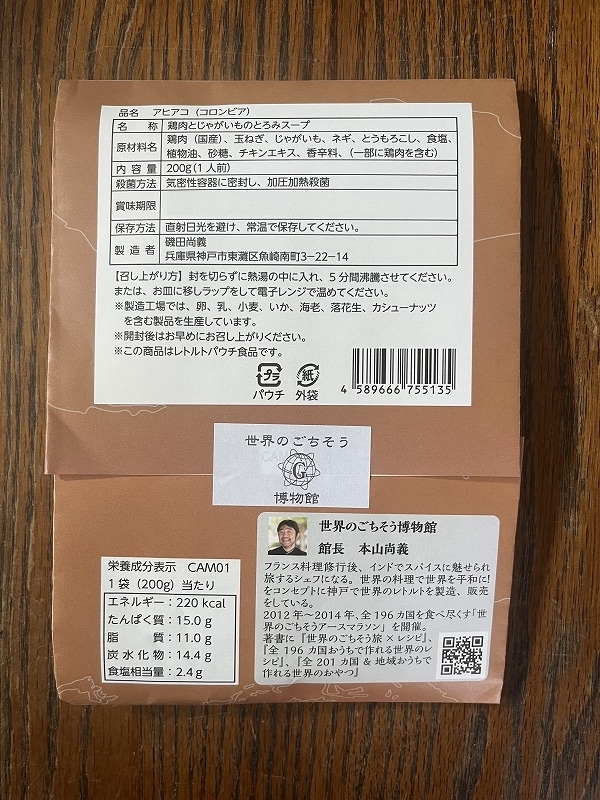 品名 アヒアコ（コロンビア）
名称 鶏肉とじゃがいものとろみスープ
原材料名 鶏肉（国産）、玉ねぎ、じゃがいも、ネギ、とうもろこし、食塩、
植物油、砂糖、チキンエキス、香辛料、（一部に鶏肉を含む）
内容量 200g（1人前）
殺菌方法 気密性容器に密封し、加圧加熱殺菌
賞味期限
保存方法 直射日光を避け、常温で保存してください。
製造者 磯田尚義
兵庫県神戸市東灘区魚崎南町3−22−14
【召し上がり方】封を切らずに熱湯の中に入れ、５分間沸騰させてください。
または、お皿に移しラップをして電子レンジで温めてください。
※製造工場では、卵、乳、小麦、いか、海老、落花生、カシューナッツ
を含む製品を生産しています。
※開封後はお早めにお召し上がりください。
※この商品はレトルトパウチ食品です。
プラ
パウチ
紙
外袋
4 589666 755135
世界のごちそう
G
博物館
栄養成分表示 CAM01
1袋（200g）当たり
エネルギー：220 kcal
たんぱく質：15.0 g
脂質：11.0 g
炭水化物：14.4 g
食塩相当量：2.4 g
世界のごちそう博物館
館長 本山尚義
フランス料理修行後、インドでスパイスに魅せられ
旅するシェフになる。世界の料理で世界を平和に!
をコンセプトに神戸で世界のレトルトを製造、販売
をしている。
2012年〜2014年、全196カ国を食べ尽くす「世
界のごちそうアースマラソン」を開催。
著書に『世界のごちそう旅×レシピ』、
『全196カ国おうちで作れる世界のレ
シピ』、『全201カ国＆地域おうちで
作れる世界のおやつ』